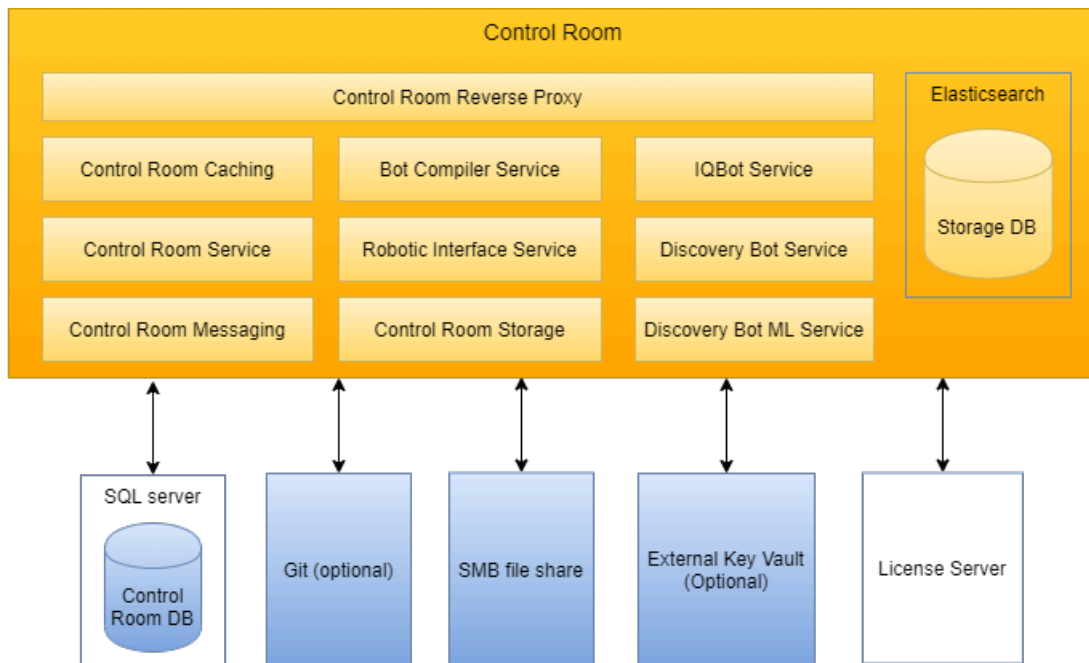 Control Room
Control Room Reverse Proxy
Elasticsearch
Control Room Caching
Bot Compiler Service
IQBot Service
Storage DB
Control Room Service
Robotic Interface Service
Discovery Bot Service
Control Room Messaging
Control Room Storage
Discovery Bot ML Service
SQL server
Control
Room DB
Git (optional)
SMB file share
External Key Vault
(Optional)
License Server